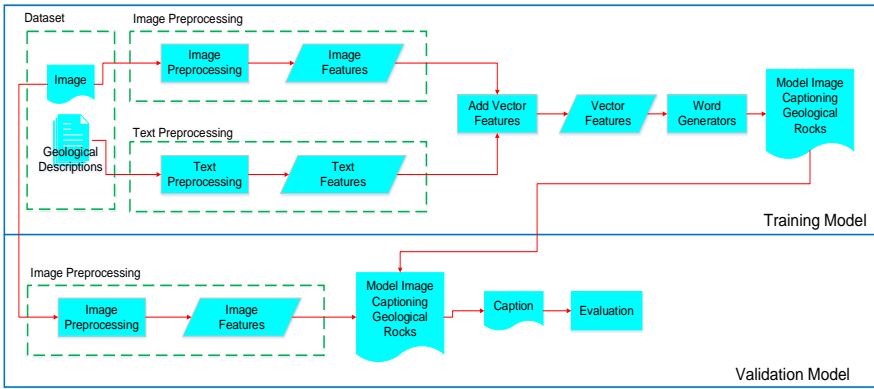 Dataset
Image
Geological
Descriptions
Image Preprocessing
Image
Preprocessing
Image
Features
Text Preprocessing
Text
Preprocessing
Text
Features
Add Vector
Features
Vector
Features
Word
Generators
Model Image
Captioning
Geological
Rocks
Training Model
Image Preprocessing
Image
Preprocessing
Image
Features
Model Image
Captioning
Geological
Rocks
Caption
Evaluation
Validation Model